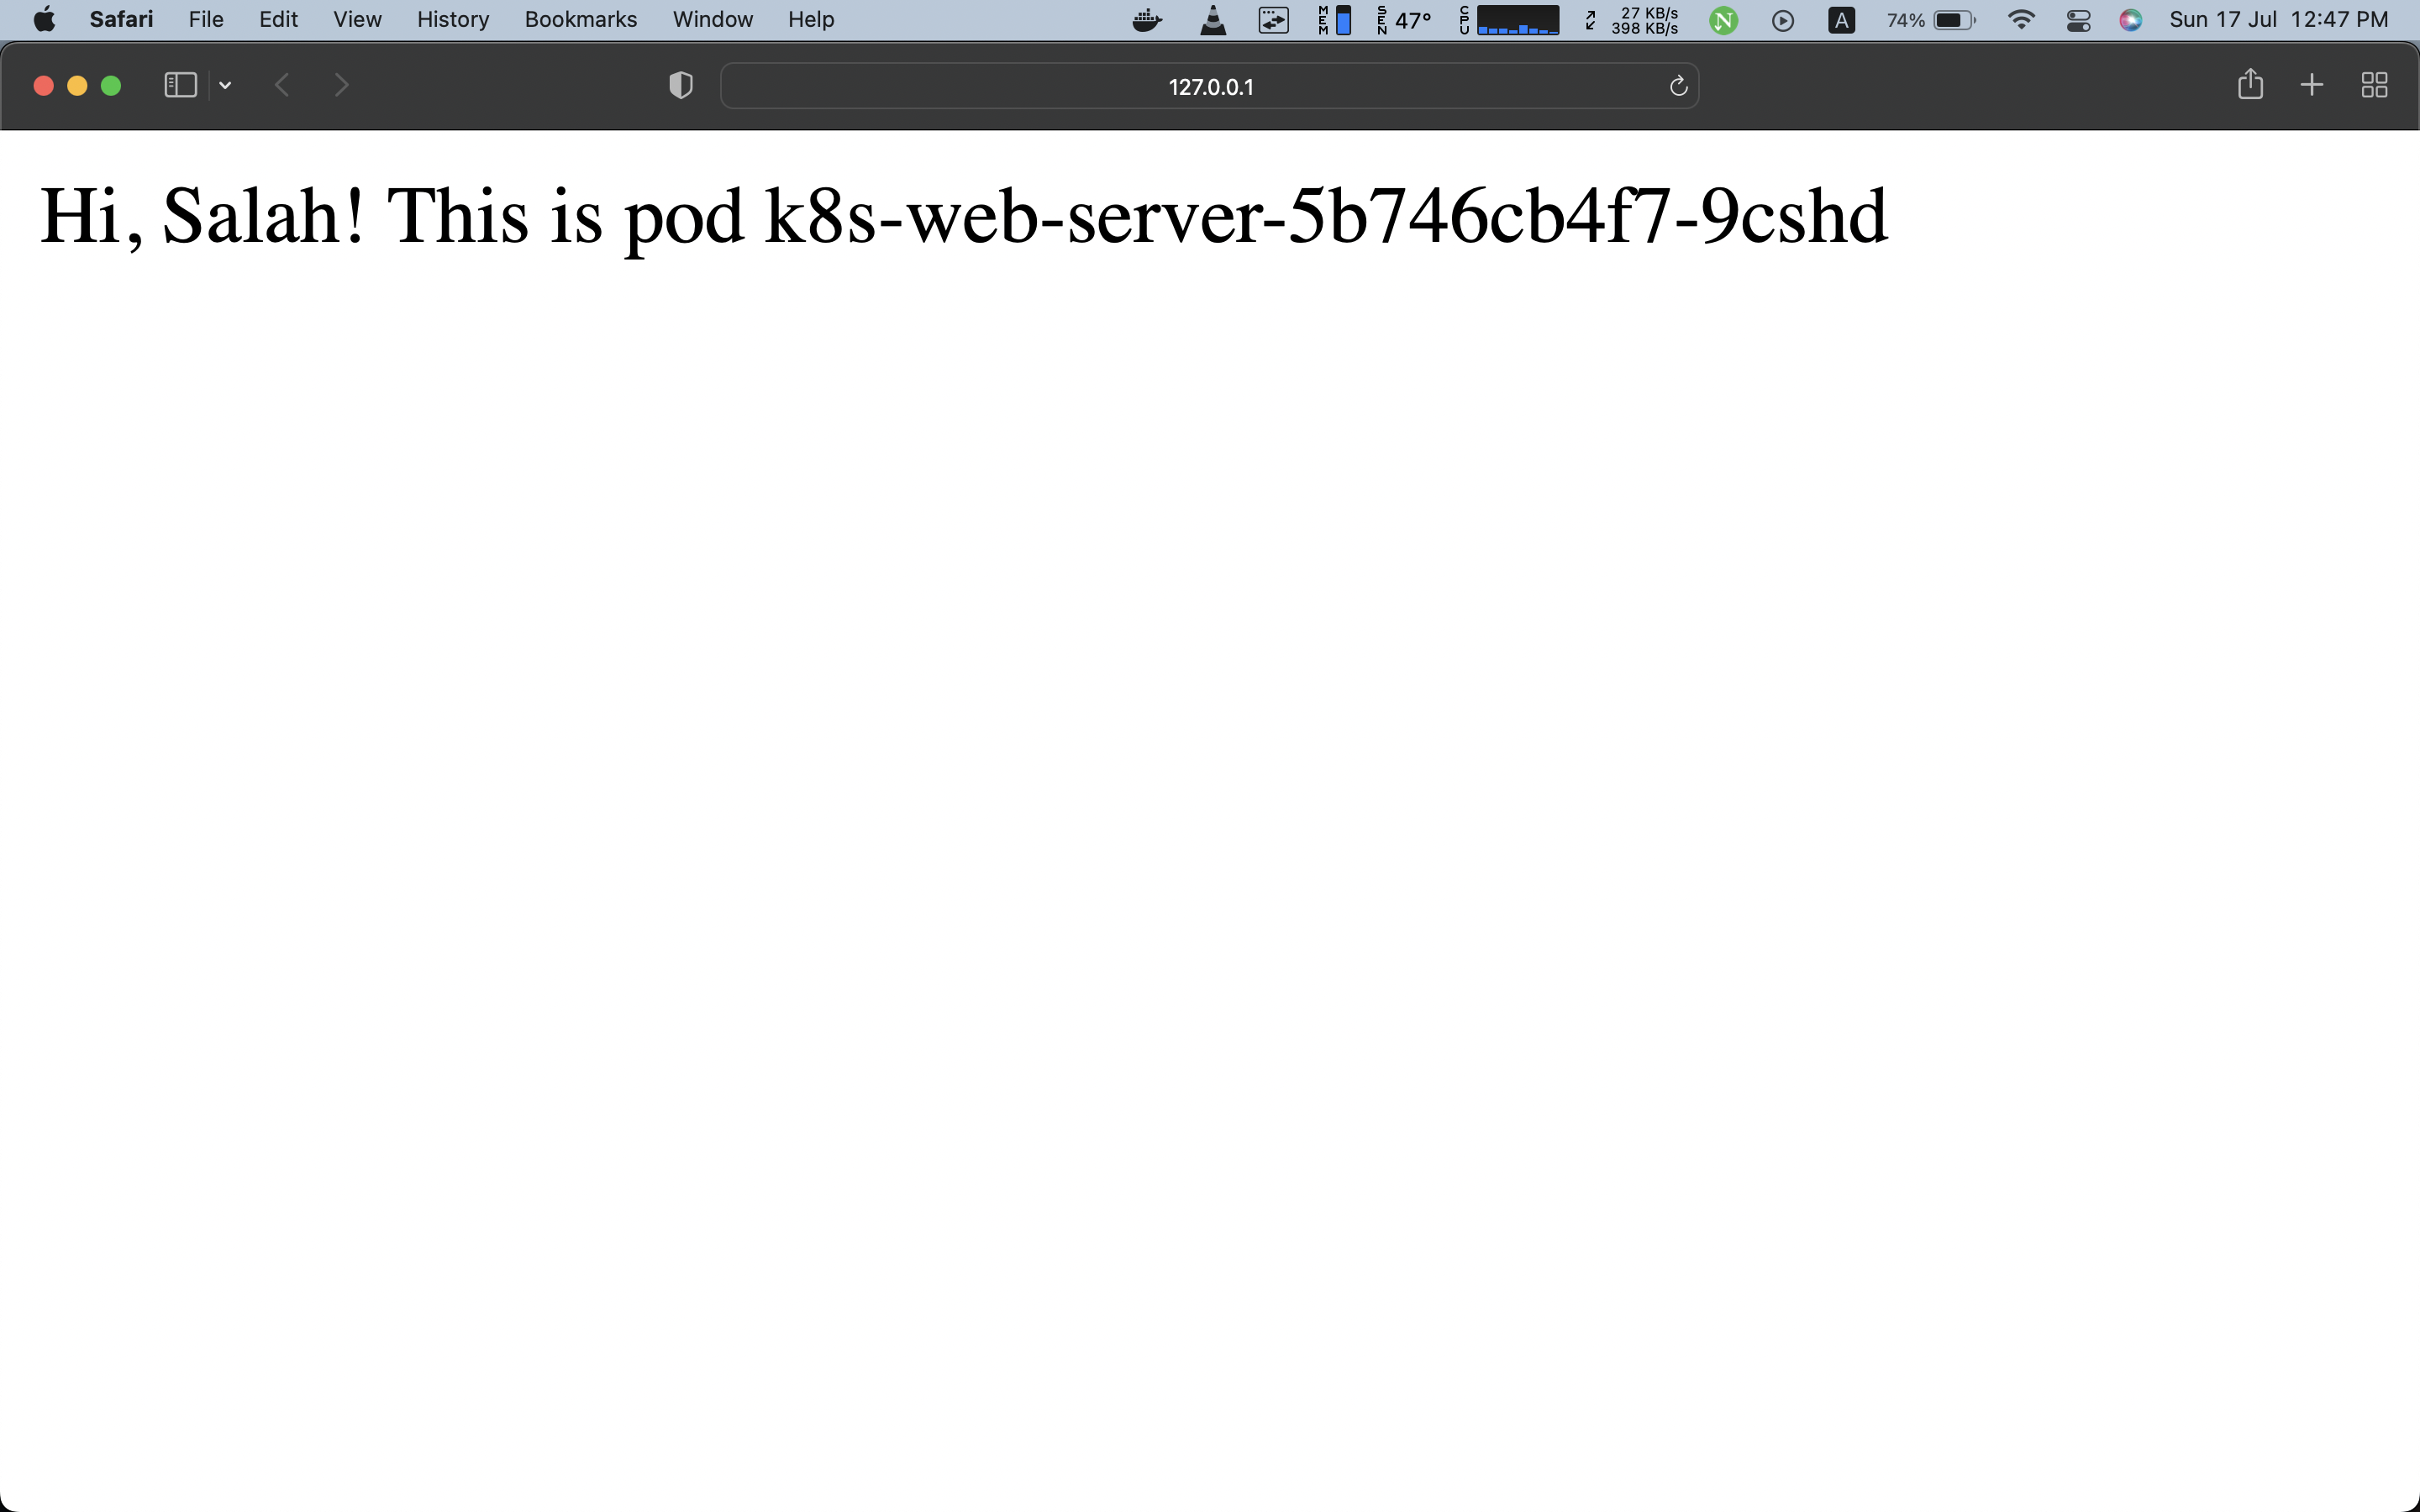 Safari File Edit View History Bookmarks Window Help MEM SEN 47° CPU 27 KB/s 398 KB/s N A 74% Sun 17 Jul 12:47 PM
127.0.0.1
Hi, Salah! This is pod k8s-web-server-5b746cb4f7-9cshd